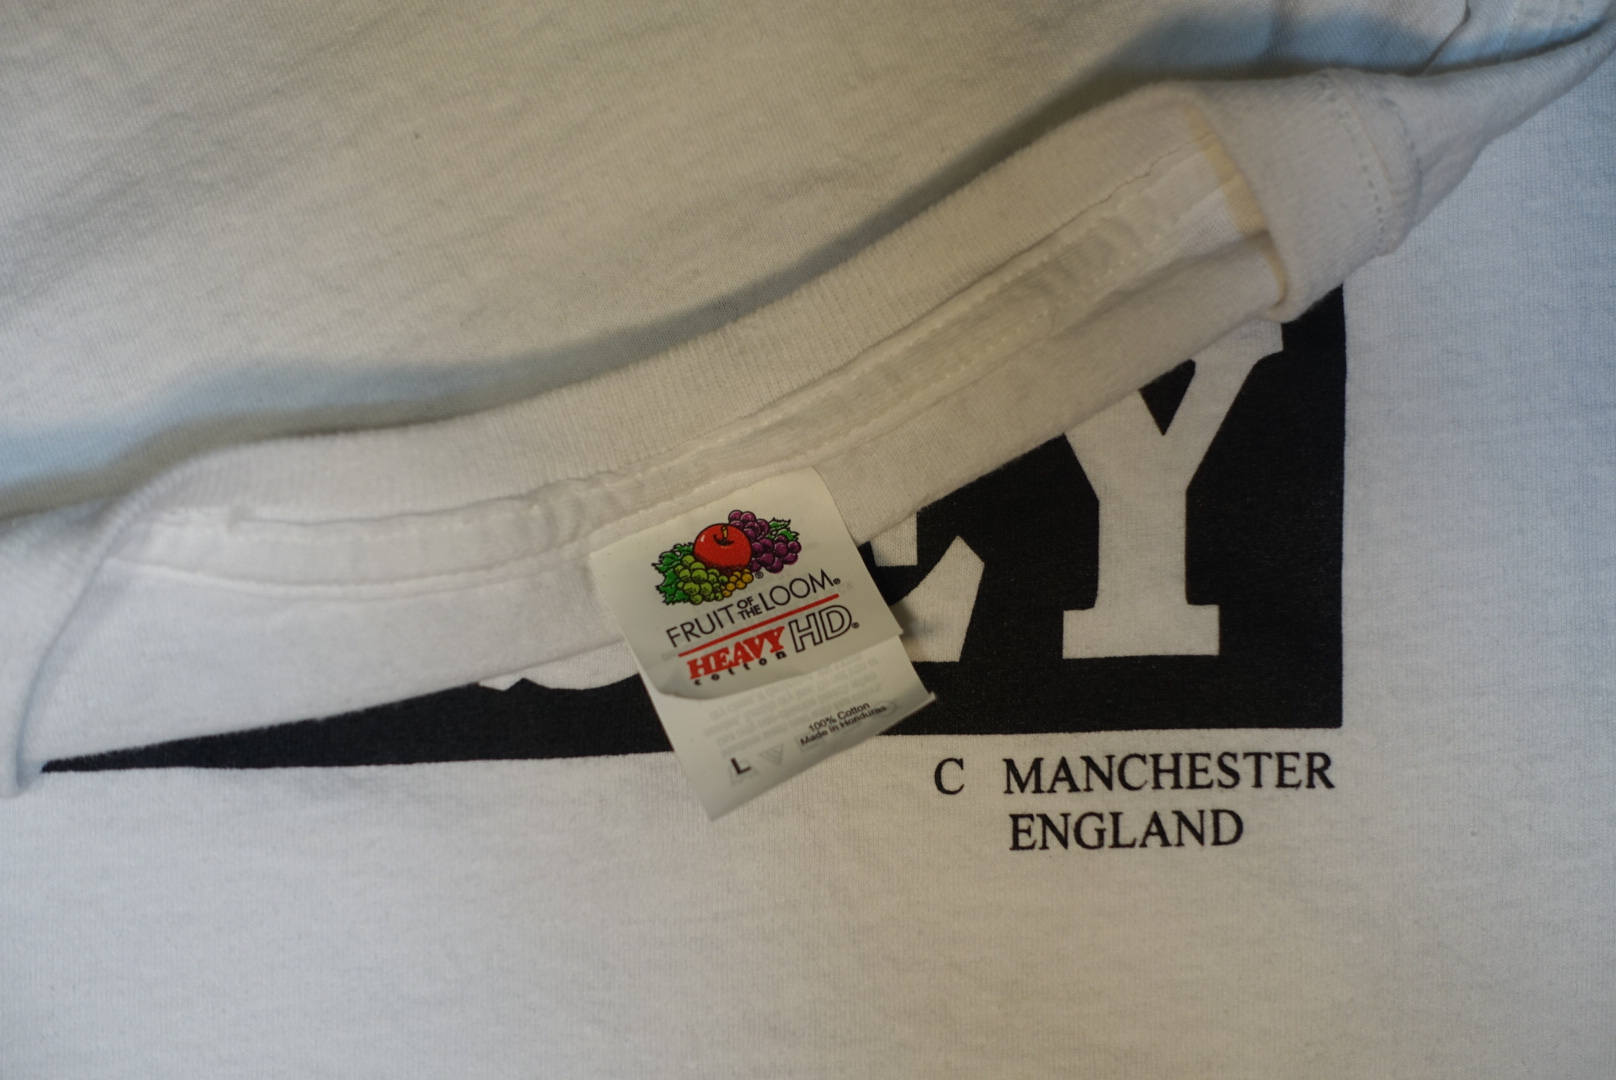 Y
FRUIT OF THE LOOM®
HEAVY HD®
cotton
100% Cotton
Made in Honduras
L
C MANCHESTER
ENGLAND